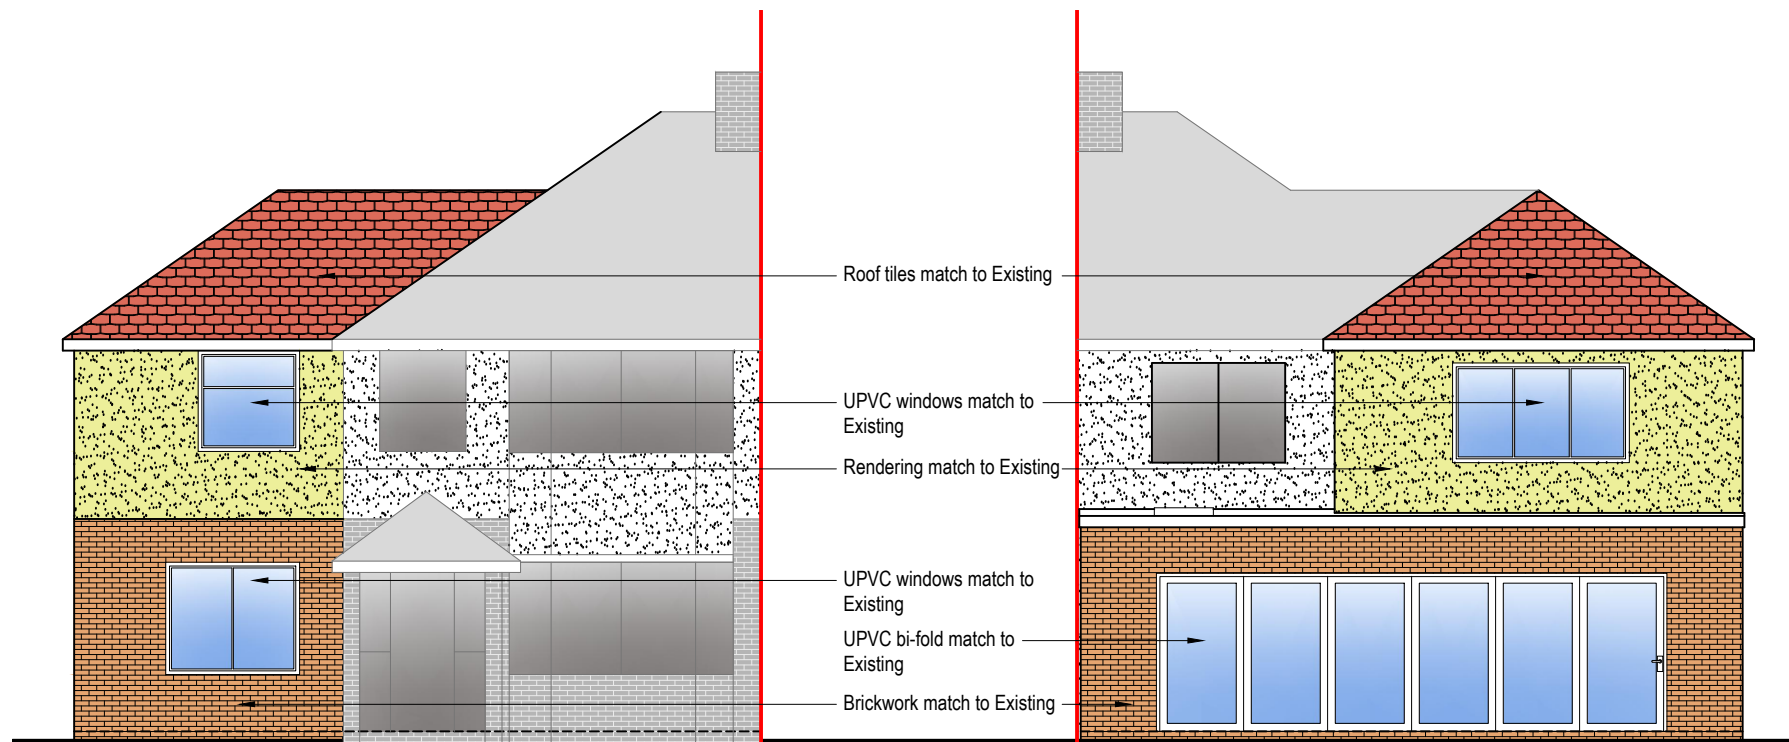 Roof tiles match to Existing
UPVC windows match to
Existing
Rendering match to Existing
UPVC windows match to
Existing
UPVC bi-fold match to
Existing
Brickwork match to Existing